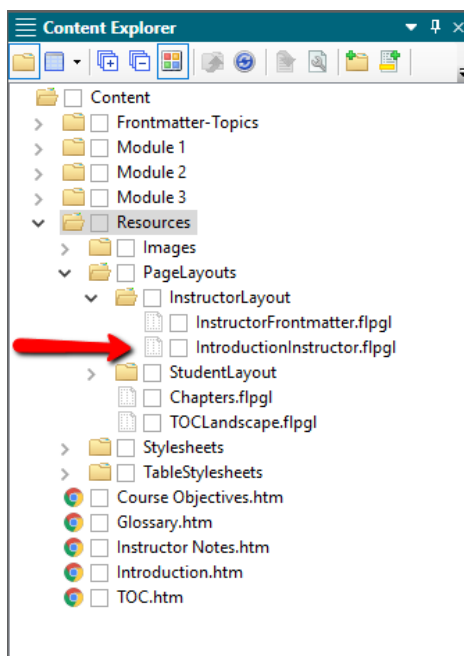 Content Explorer
Content
Frontmatter-Topics
Module 1
Module 2
Module 3
Resources
Images
PageLayouts
InstructorLayout
InstructorFrontmatter.flpgl
IntroductionInstructor.flpgl
StudentLayout
Chapters.flpgl
TOCLandscape.flpgl
Stylesheets
TableStylesheets
Course Objectives.htm
Glossary.htm
Instructor Notes.htm
Introduction.htm
TOC.htm